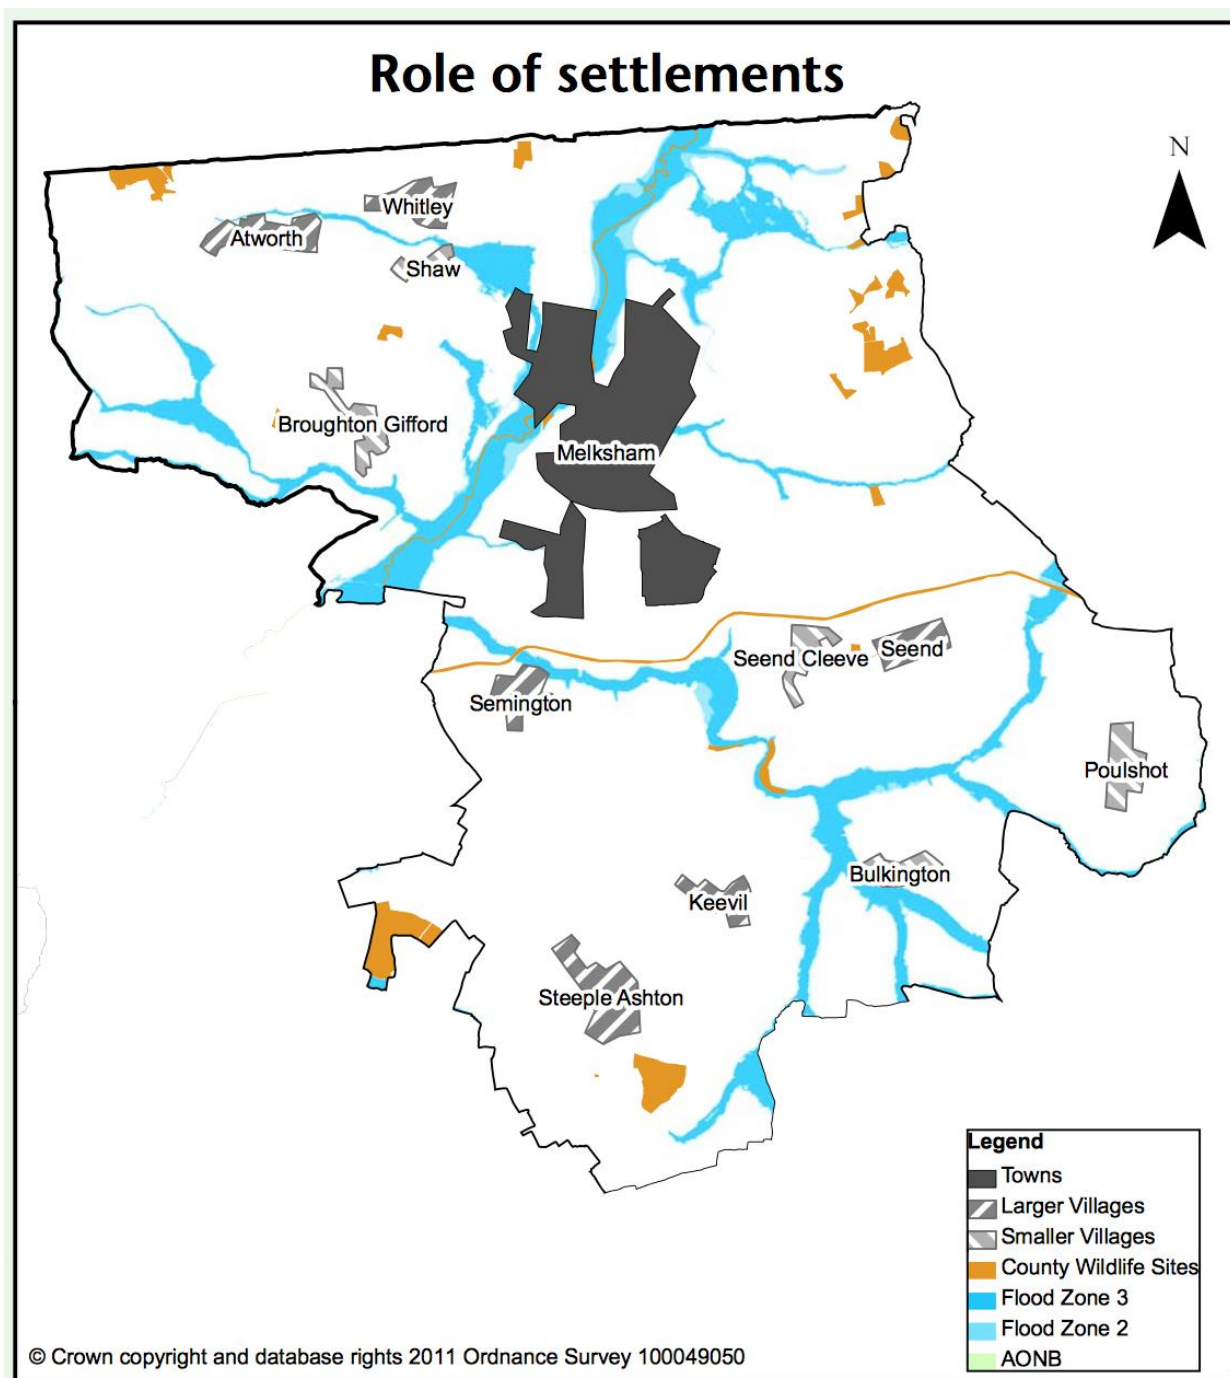 Role of settlements
N
Whitley
Atworth
Shaw
Broughton Gifford
Melksham
Seend Cleeve
Seend
Semington
Poulshot
Bulkington
Keevil
Steeple Ashton
Legend
Towns
Larger Villages
Smaller Villages
County Wildlife Sites
Flood Zone 3
Flood Zone 2
AONB
© Crown copyright and database rights 2011 Ordnance Survey 100049050